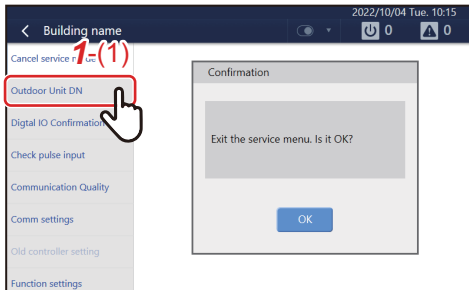 2022/10/04 Tue. 10:15
Building name
0
0
Cancel service
1-(1)
Outdoor Unit DN
Digtal IO Confirmation
Check pulse input
Communication Quality
Comm settings
Old controller setting
Function settings
Confirmation
Exit the service menu. Is it OK?
OK